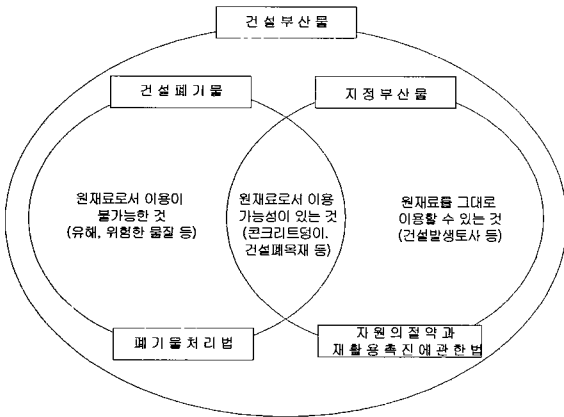 건설부산물
건설폐기물
지정부산물
원재료로서 이용이
불가능한 것
(유해, 위험한 물질 등)
원재료로서 이용
가능성이 있는 것
(콘크리트덩이,
건설폐목재 등)
원재료를 그대로
이용할 수 있는 것
(건설발생토사 등)
폐기물처리법
자원의절약과
재활용촉진에관한법